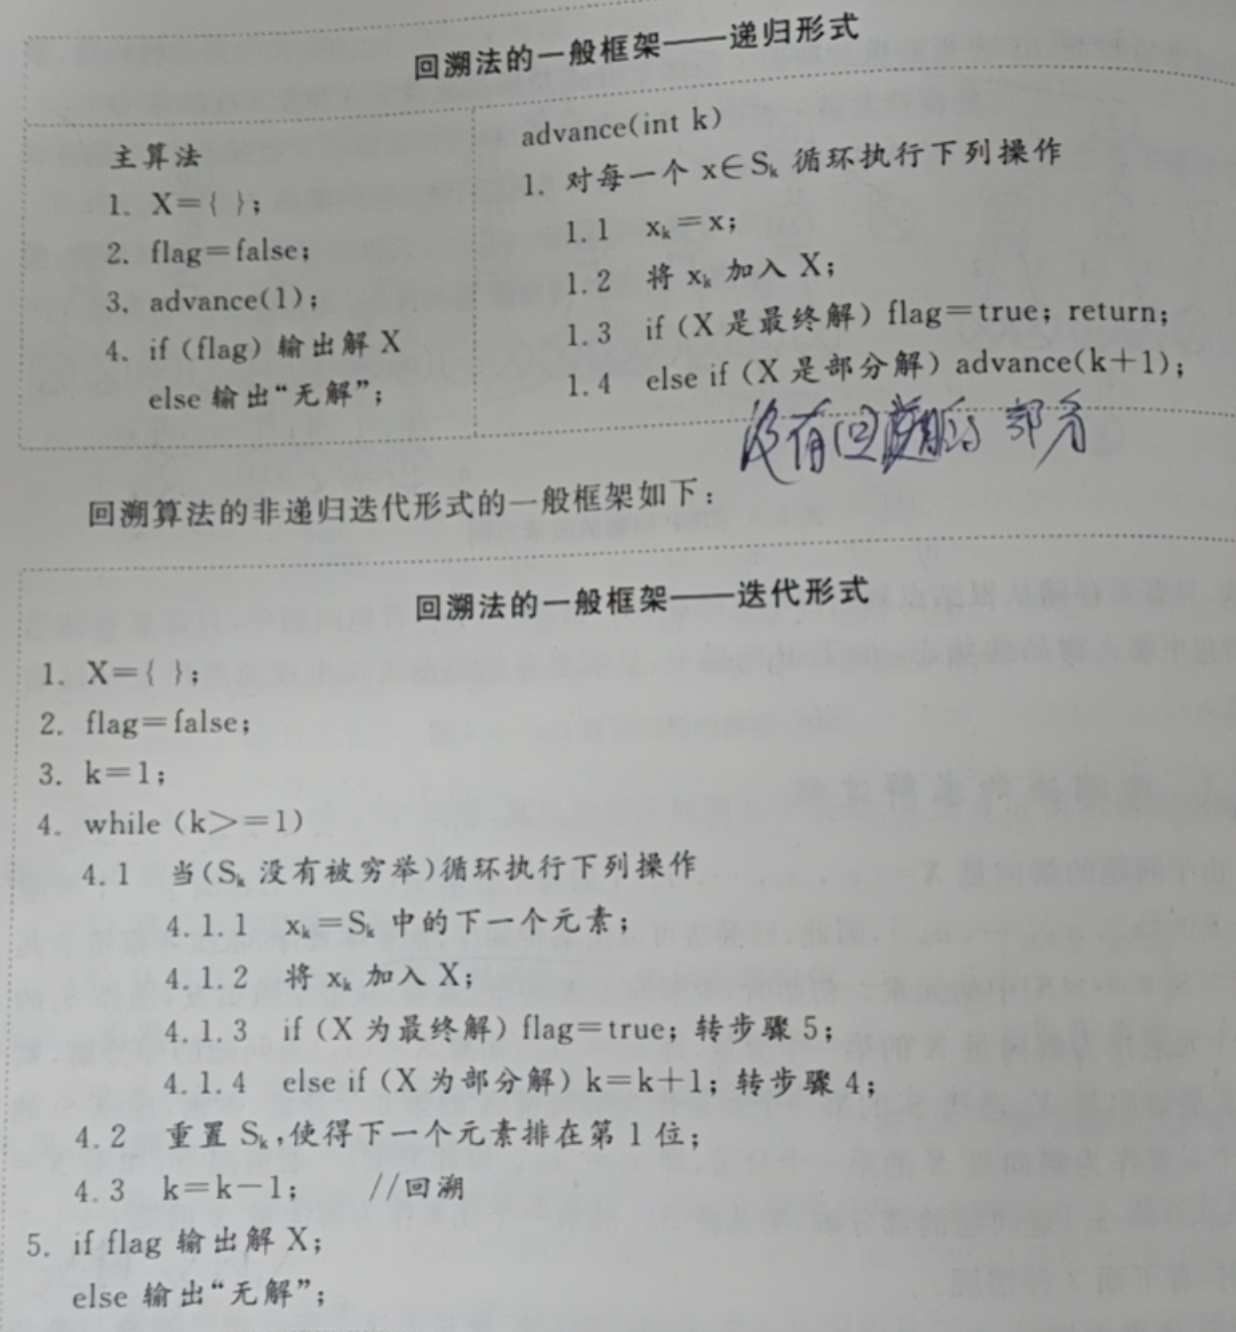 回溯法的一般框架——递归形式
主算法
1. X={ };
2. flag=false;
3. advance(1);
4. if (flag) 输出解 X
else 输出“无解”;
advance(int k)
1. 对每一个 x∈Sk 循环执行下列操作
1.1 xk=x;
1.2 将 xk 加入 X;
1.3 if (X 是最终解) flag=true; return;
1.4 else if (X 是部分解) advance(k+1);
没有回溯的 部分
回溯算法的非递归迭代形式的一般框架如下:
回溯法的一般框架——迭代形式
1. X={ };
2. flag=false;
3. k=1;
4. while (k>=1)
4.1 当(Sk 没有被穷举)循环执行下列操作
4.1.1 xk=Sk 中的下一个元素;
4.1.2 将 xk 加入 X;
4.1.3 if (X 为最终解) flag=true; 转步骤 5;
4.1.4 else if (X 为部分解) k=k+1; 转步骤 4;
4.2 重置 Sk,使得下一个元素排在第 1 位;
4.3 k=k-1; //回溯
5. if flag 输出解 X;
else 输出“无解”;